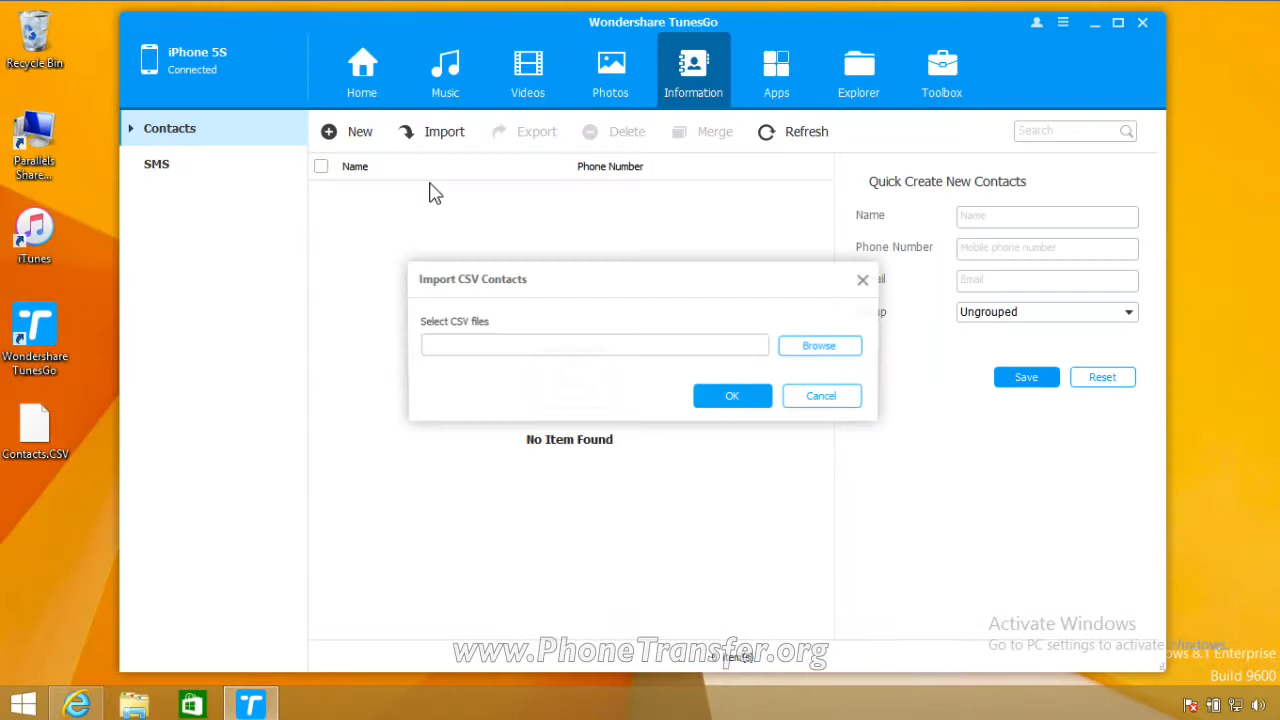 Wondershare TunesGo
iPhone 5S
Connected
Home
Music
Videos
Photos
Information
Apps
Explorer
Toolbox
Recycle Bin
Parallels
Share...
iTunes
Wondershare
TunesGo
Contacts.CSV
Contacts
SMS
New
Import
Export
Delete
Merge
Refresh
Search
Name
Phone Number
Quick Create New Contacts
Name
Name
Phone Number
Mobile phone number
Email
Ungrouped
Save
Reset
Import CSV Contacts
Select CSV files
Browse
OK
Cancel
No Item Found
Activate Windows
Go to PC settings to activate
www.PhoneTransfer.org
8.1 Enterprise
Build 9600